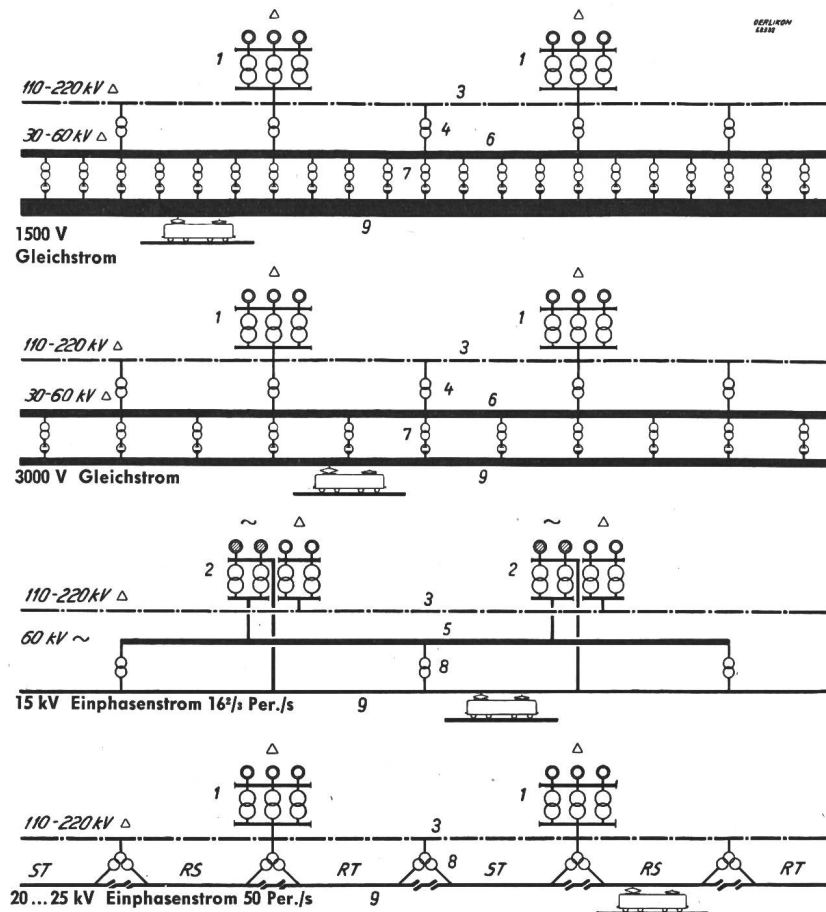 OERLIKON
△ △
1 1
110-220 kV △ 3
4
30-60 kV △ 6
7
9
1500 V
Gleichstrom
△ △
1 1
110-220 kV △ 3
4
30-60 kV △ 6
7
3000 V Gleichstrom 9
~ △ ~ △
2 2
110-220 kV △ 3
60 kV ~ 5
8
15 kV Einphasenstrom 16²/₃ Per./s 9
△ △
1 1
110-220 kV △ 3
ST RS RT 8 ST RS RT
20...25 kV Einphasenstrom 50 Per./s 9